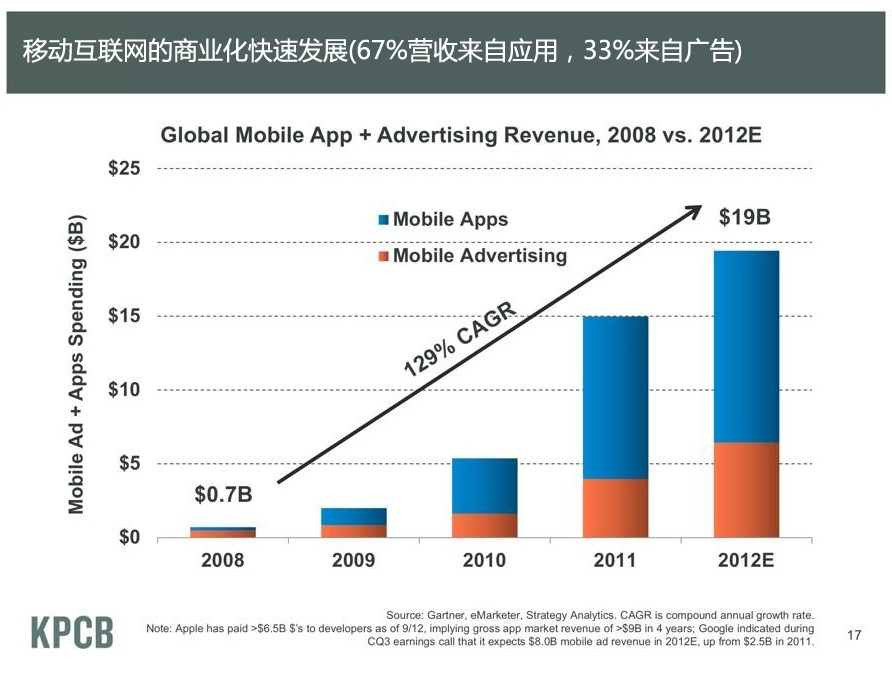 移动互联网的商业化快速发展(67%营收来自应用，33%来自广告)
Global Mobile App + Advertising Revenue, 2008 vs. 2012E
$25
$20
$15
$10
$5
$0
Mobile Ad + Apps Spending ($B)
Mobile Apps
Mobile Advertising
129% CAGR
$0.7B
$19B
2008
2009
2010
2011
2012E
KPCB
Source: Gartner, eMarketer, Strategy Analytics. CAGR is compound annual growth rate.
Note: Apple has paid >$6.5B $'s to developers as of 9/12, implying gross app market revenue of >$9B in 4 years; Google indicated during
CQ3 earnings call that it expects $8.0B mobile ad revenue in 2012E, up from $2.5B in 2011.
17